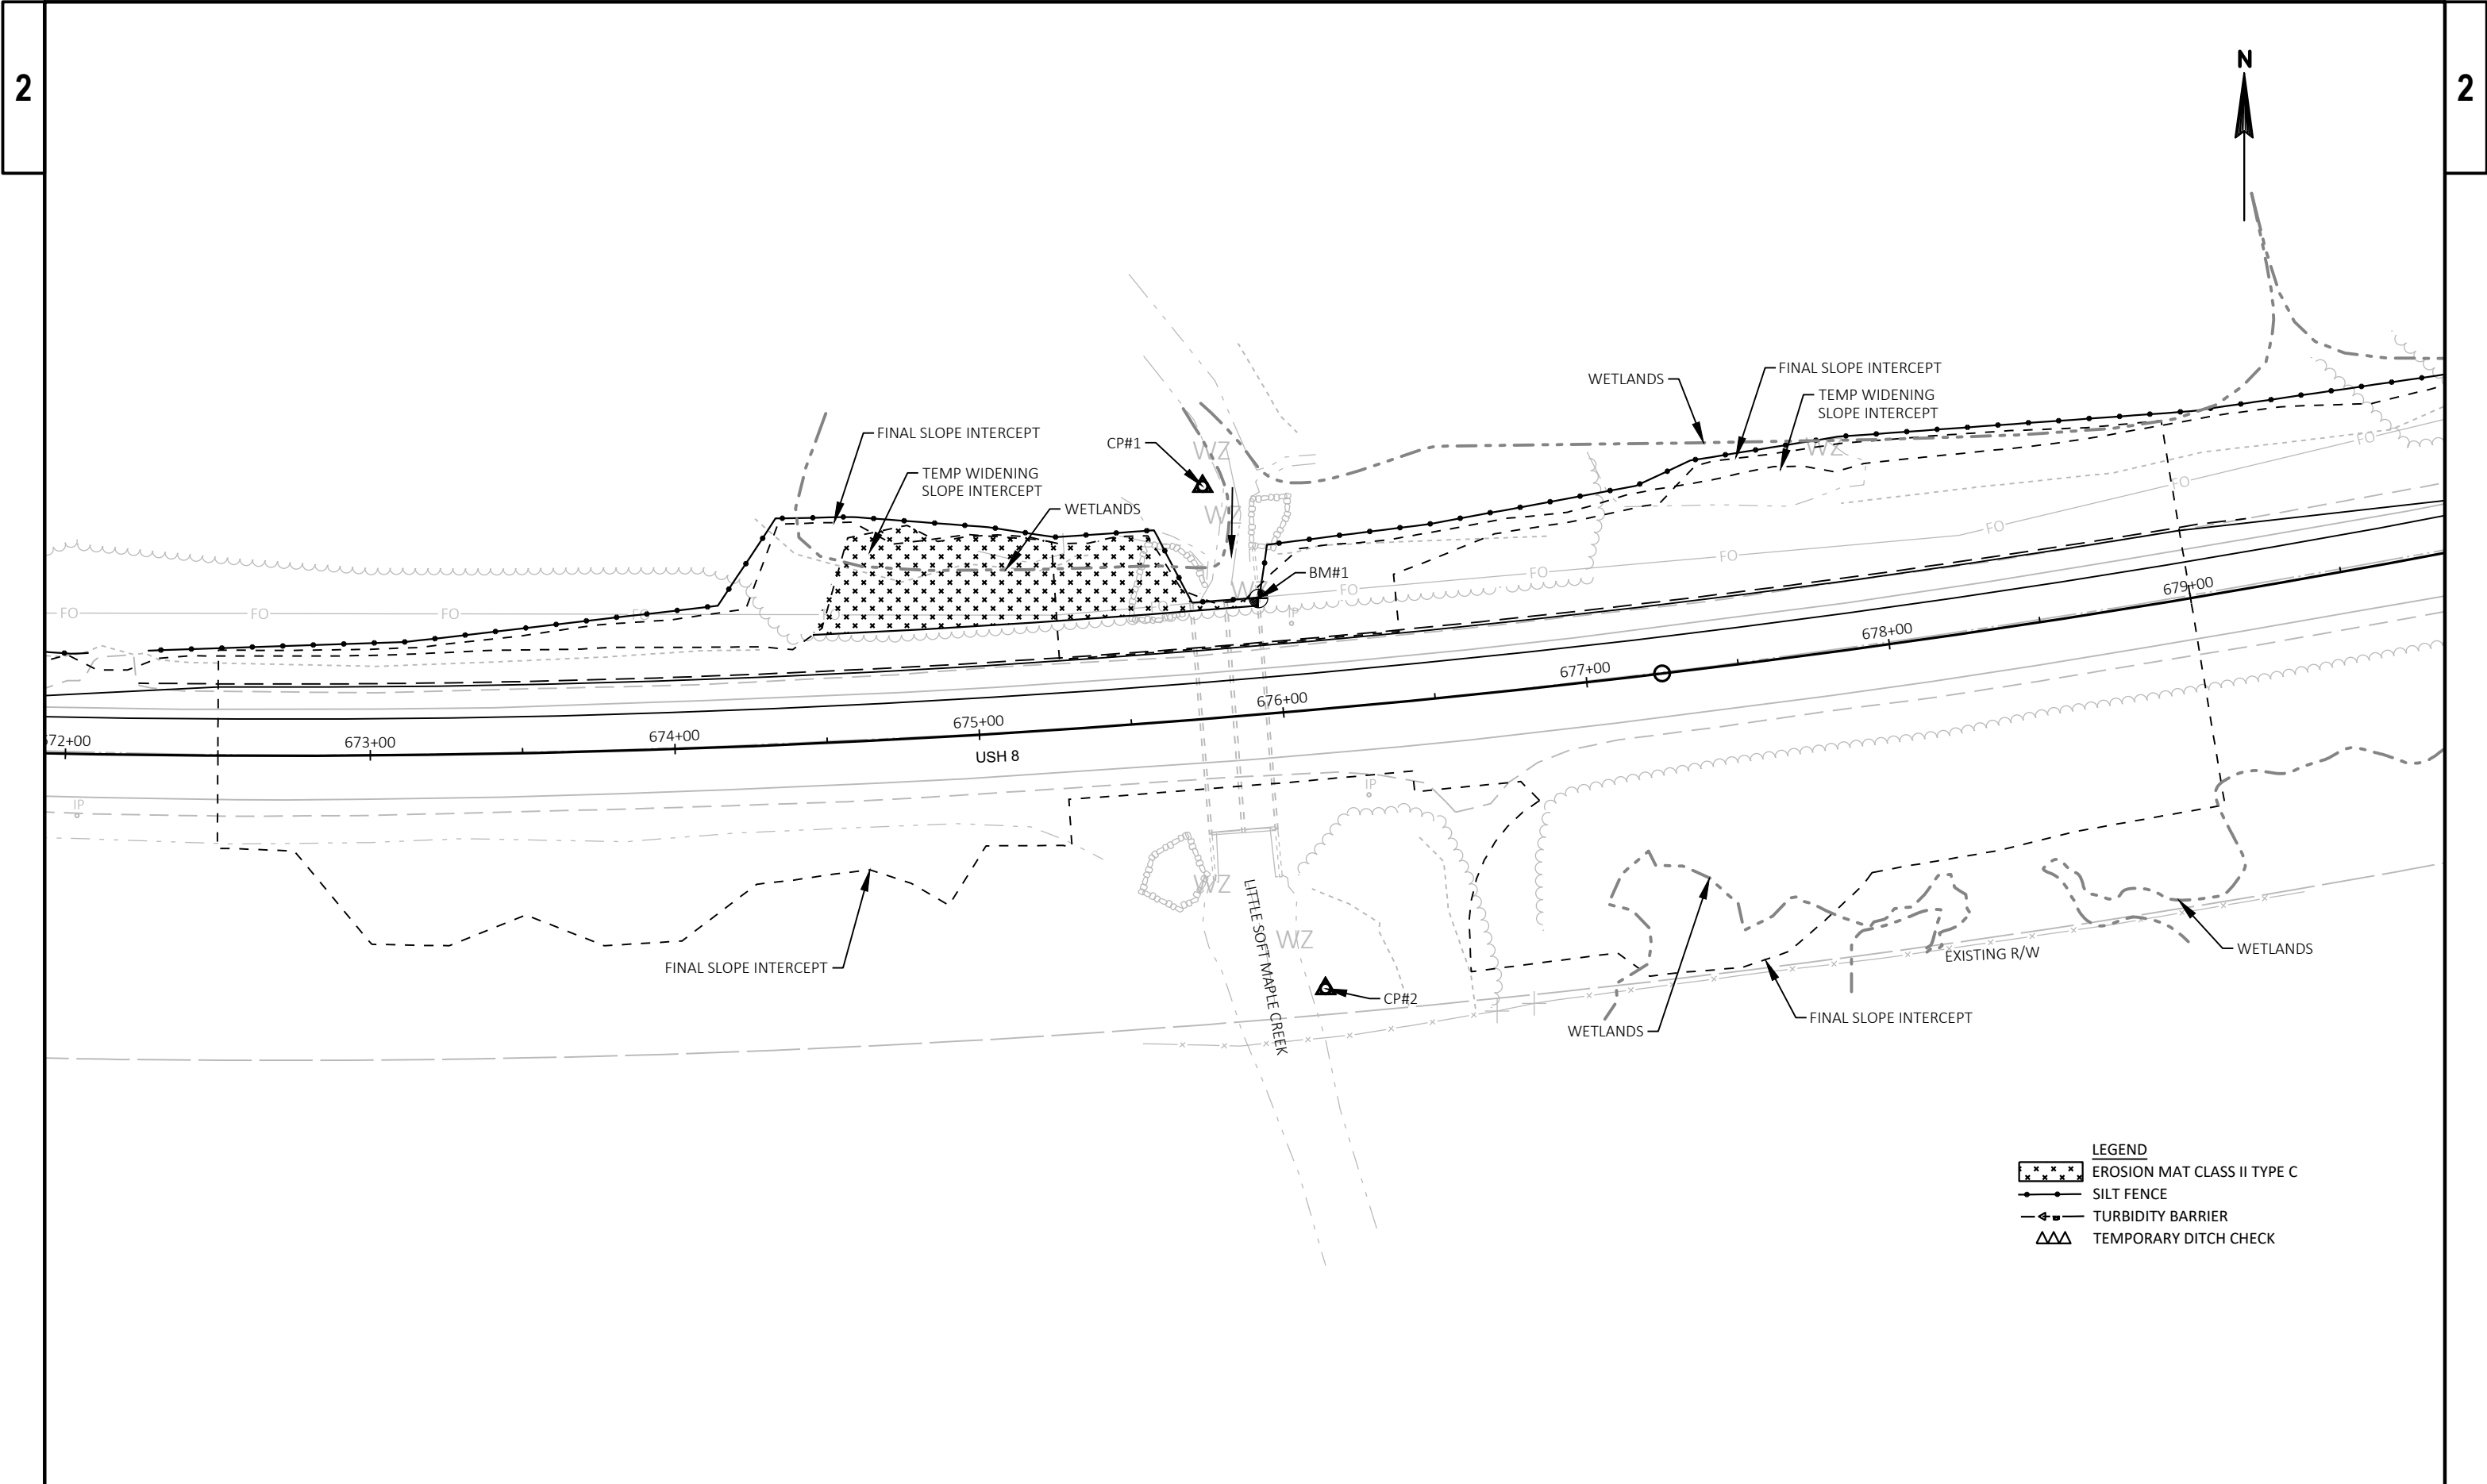 2
2
N
WETLANDS
FINAL SLOPE INTERCEPT
TEMP WIDENING
SLOPE INTERCEPT
FINAL SLOPE INTERCEPT
CP#1
WZ
WZ
TEMP WIDENING
SLOPE INTERCEPT
WETLANDS
WZ
FO
FO
FO
FO
FO
BM#1
FO
FO
FO
FO
IP
679+00
678+00
677+00
676+00
675+00
674+00
673+00
672+00
USH 8
IP
IP
WZ
WZ
LITTLE SOFT MAPLE CREEK
FINAL SLOPE INTERCEPT
EXISTING R/W
WETLANDS
CP#2
WETLANDS
FINAL SLOPE INTERCEPT
LEGEND
EROSION MAT CLASS II TYPE C
SILT FENCE
TURBIDITY BARRIER
TEMPORARY DITCH CHECK